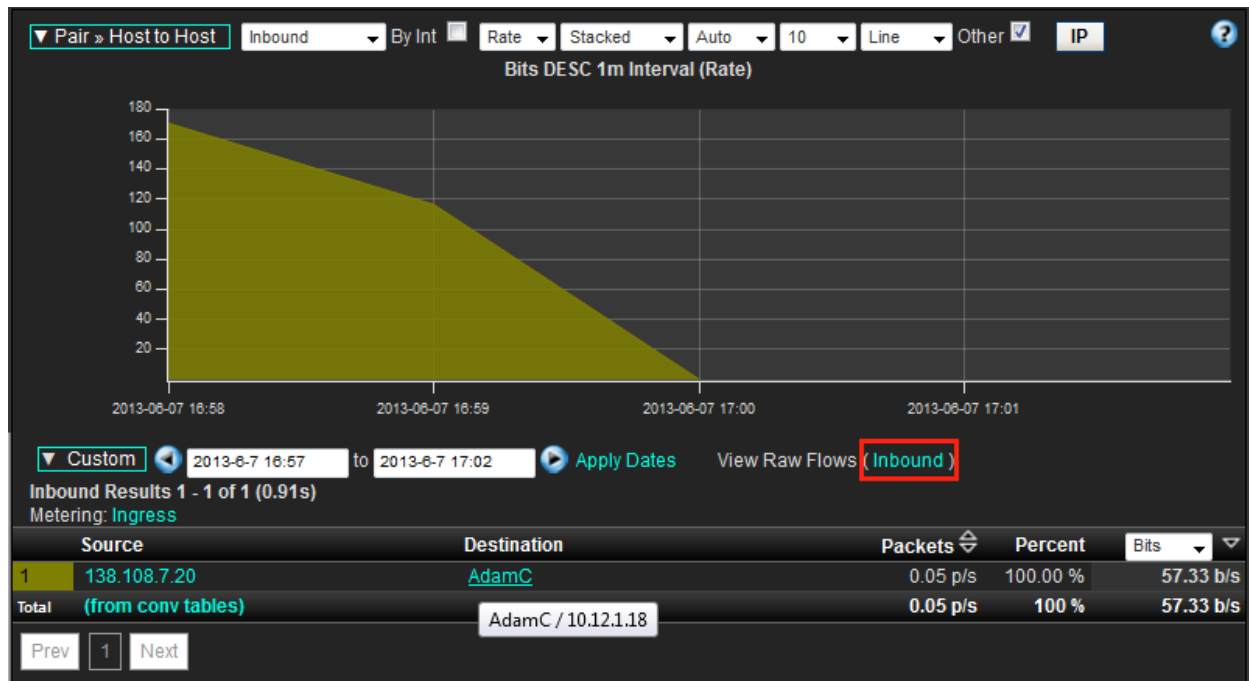 ▼ Pair » Host to Host Inbound By Int Rate Stacked Auto 10 Line Other IP ?
Bits DESC 1m Interval (Rate)
180
160
140
120
100
80
60
40
20
2013-06-07 16:58 2013-06-07 16:59 2013-06-07 17:00 2013-06-07 17:01
▼ Custom 2013-6-7 16:57 to 2013-6-7 17:02 Apply Dates View Raw Flows ( Inbound )
Inbound Results 1 - 1 of 1 (0.91s)
Metering: Ingress
Source Destination Packets Percent Bits
1 138.108.7.20 AdamC 0.05 p/s 100.00 % 57.33 b/s
Total (from conv tables) 0.05 p/s 100 % 57.33 b/s
AdamC / 10.12.1.18
Prev 1 Next